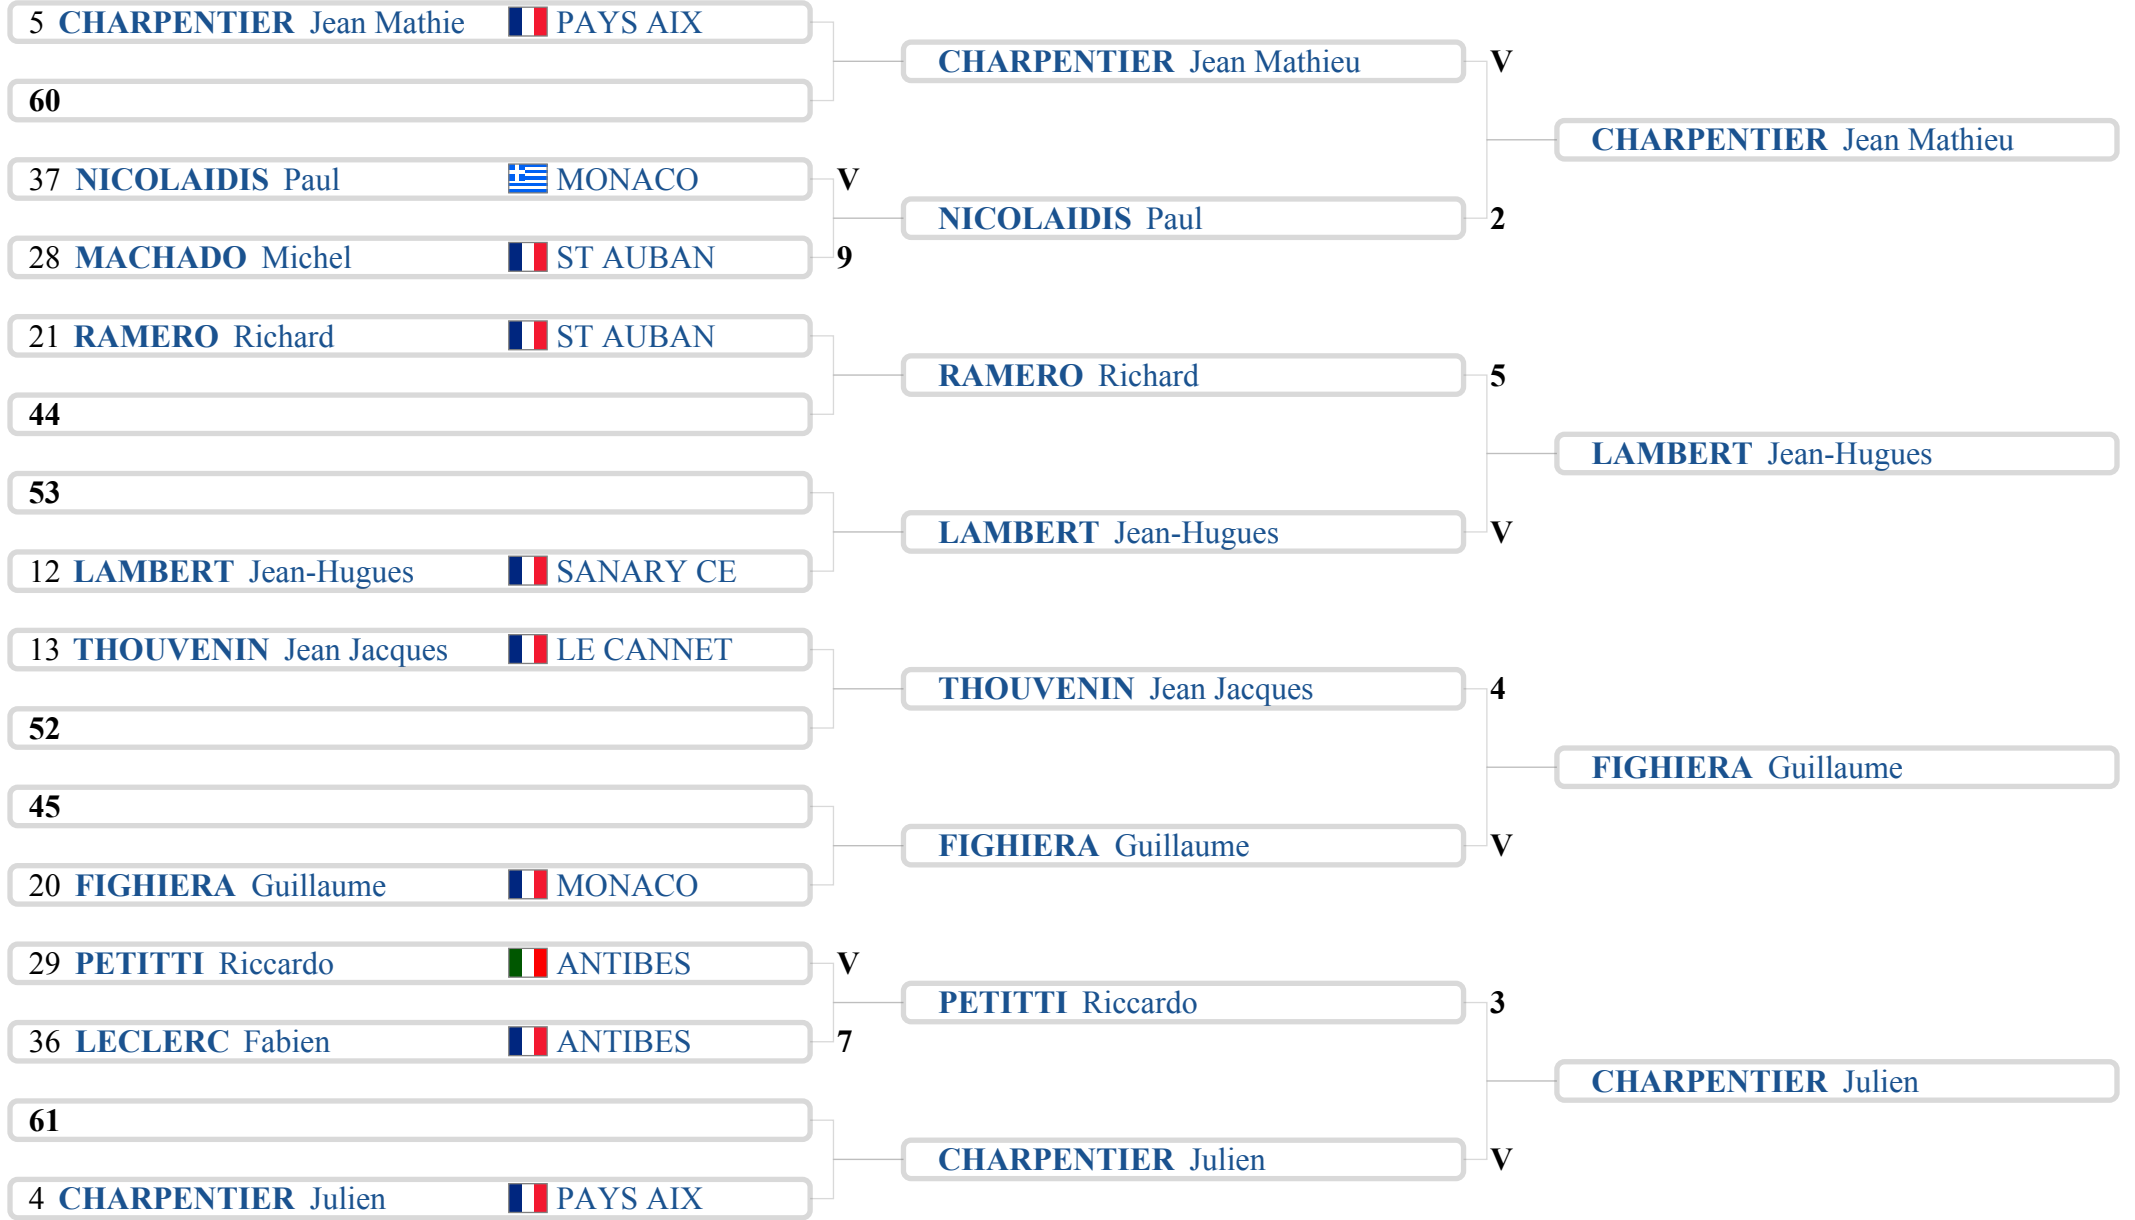 5 CHARPENTIER Jean Mathie PAYS AIX
60
37 NICOLAIDIS Paul MONACO V
28 MACHADO Michel ST AUBAN 9
21 RAMERO Richard ST AUBAN
44
53
12 LAMBERT Jean-Hugues SANARY CE
13 THOUVENIN Jean Jacques LE CANNET
52
45
20 FIGHIERA Guillaume MONACO
29 PETITTI Riccardo ANTIBES V
36 LECLERC Fabien ANTIBES 7
61
4 CHARPENTIER Julien PAYS AIX
CHARPENTIER Jean Mathieu V
NICOLAIDIS Paul 2
RAMERO Richard 5
LAMBERT Jean-Hugues V
THOUVENIN Jean Jacques 4
FIGHIERA Guillaume V
PETITTI Riccardo 3
CHARPENTIER Julien V
CHARPENTIER Jean Mathieu
LAMBERT Jean-Hugues
FIGHIERA Guillaume
CHARPENTIER Julien